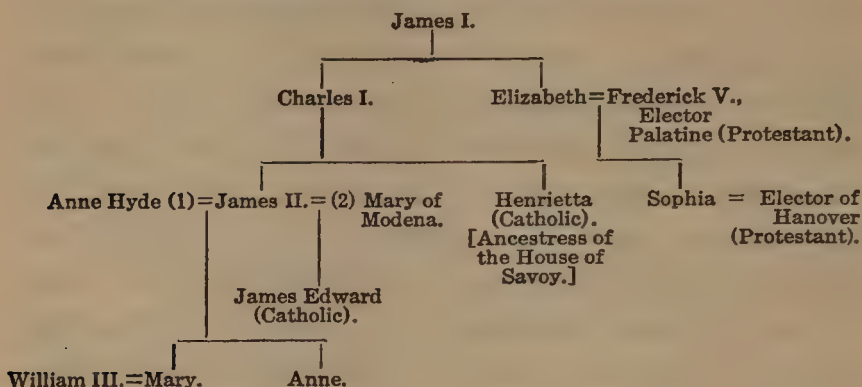 James I.
Charles I.
Elizabeth=Frederick V.,
Elector
Palatine (Protestant).
Anne Hyde (1)=James II.=(2) Mary of
Modena.
Henrietta
(Catholic).
[Ancestress of
the House of
Savoy.]
Sophia = Elector of
Hanover
(Protestant).
James Edward
(Catholic).
William III.=Mary.
Anne.